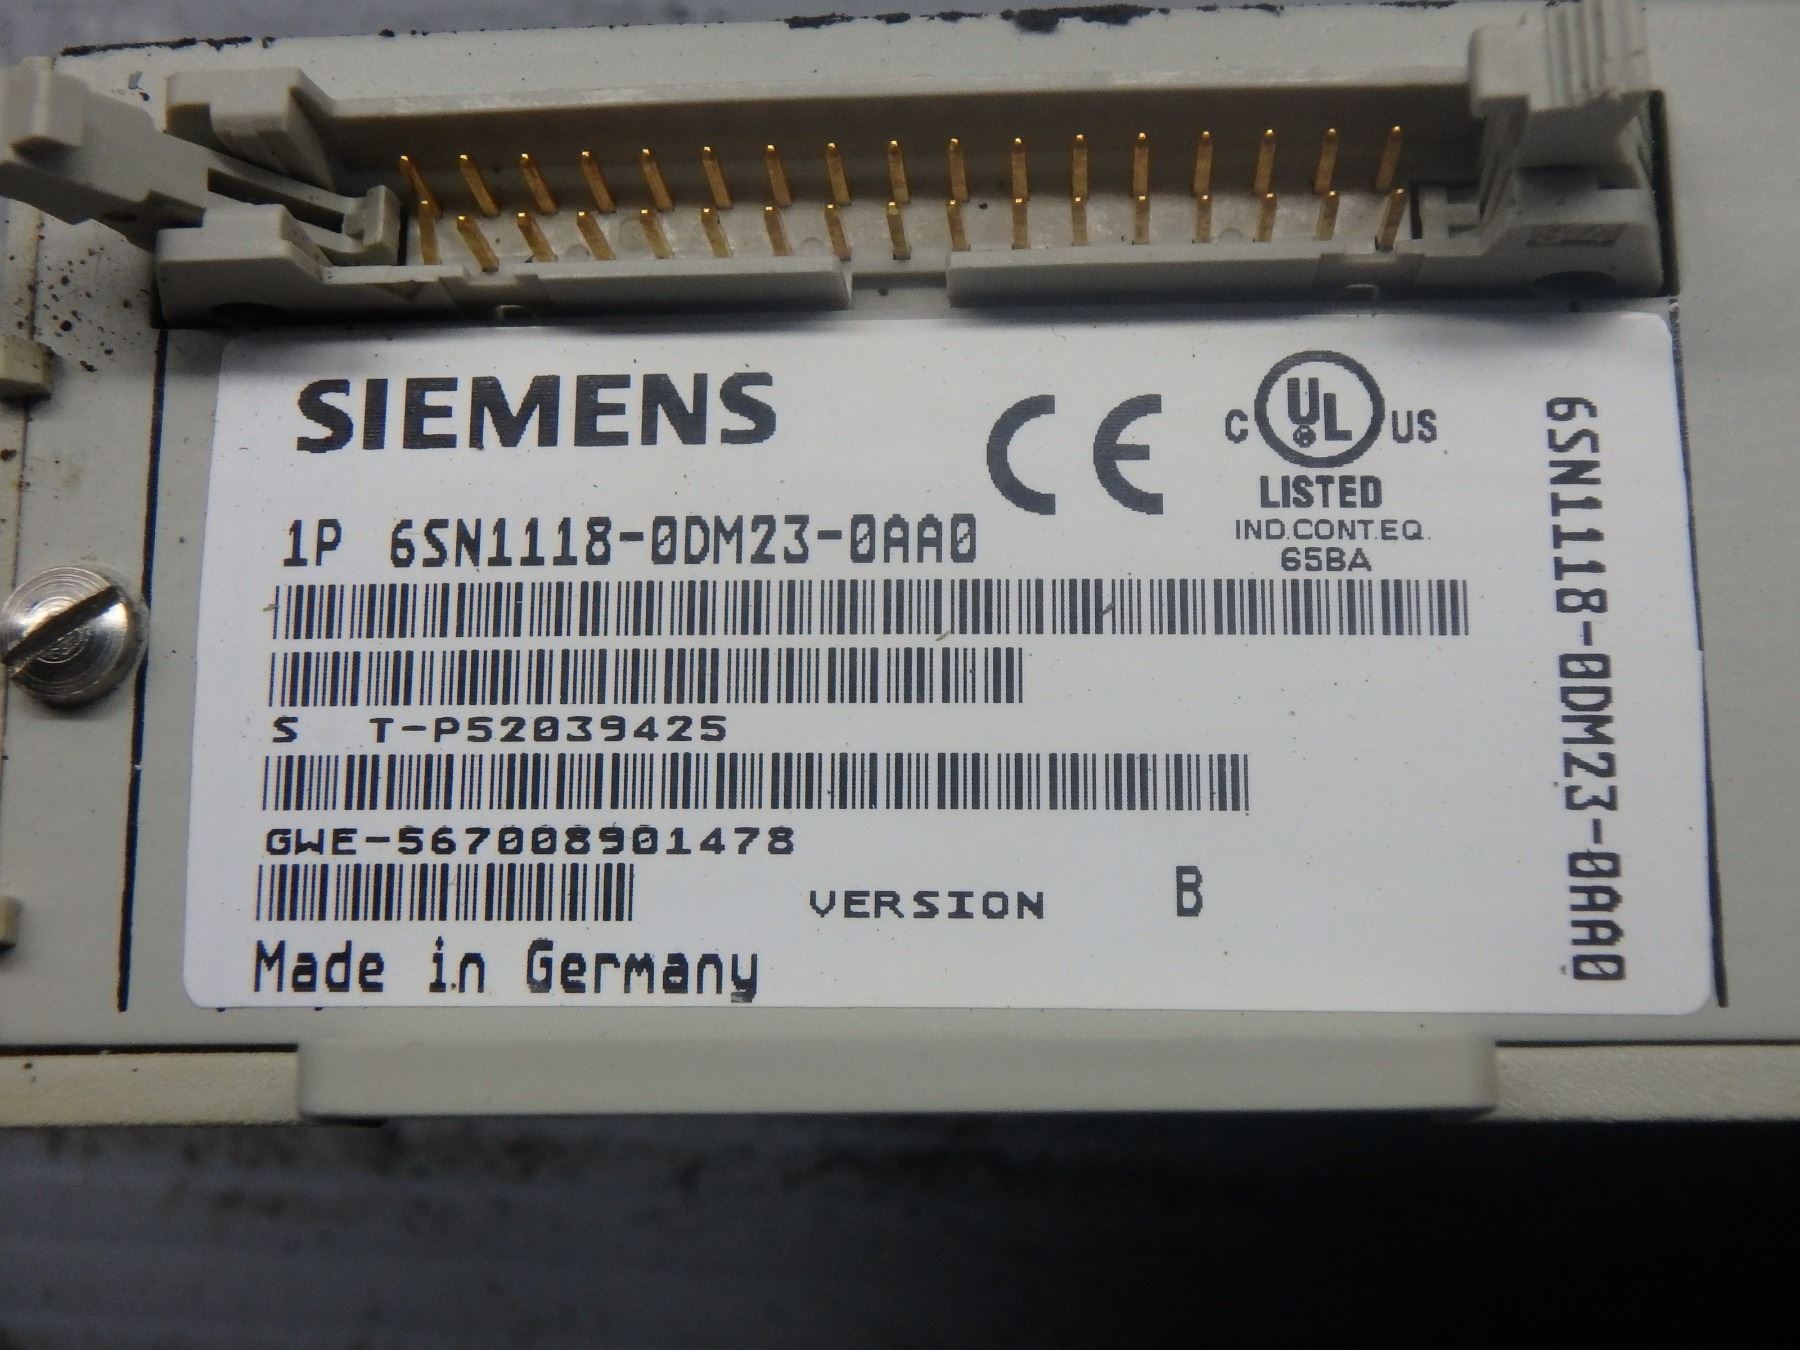 SIEMENS
CE
C UL US
LISTED
IND.CONT.EQ.
65BA
1P 6SN1118-0DM23-0AA0
S T-P52039425
GWE-567008901478
VERSION B
Made in Germany
6SN1118-0DM23-0AA0